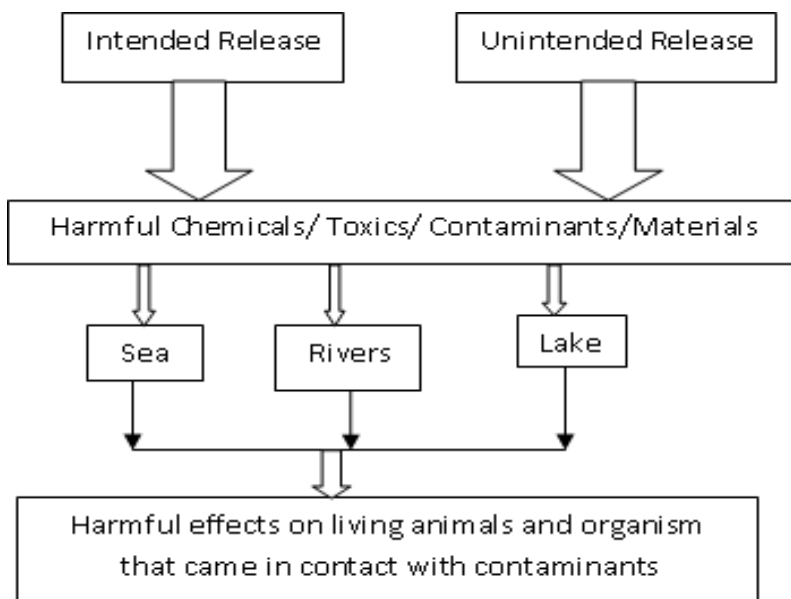 Intended Release
Unintended Release
Harmful Chemicals/ Toxics/ Contaminants/Materials
Sea
Rivers
Lake
Harmful effects on living animals and organism
that came in contact with contaminants